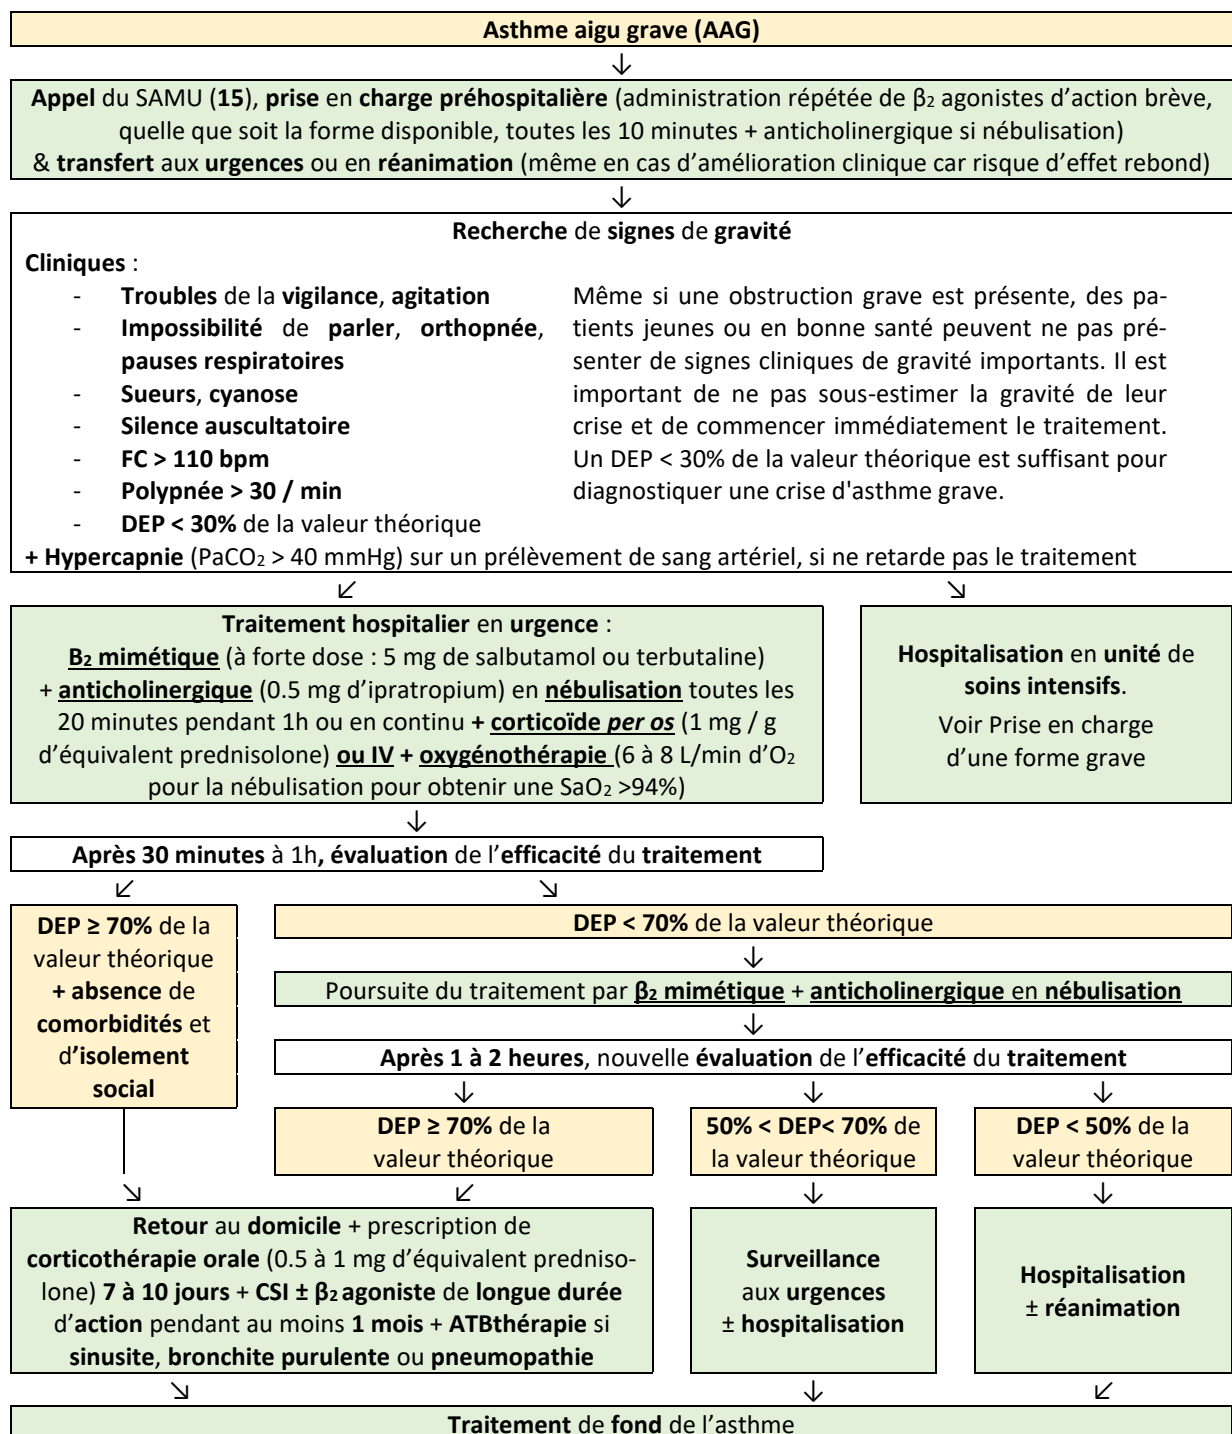 Asthme aigu grave (AAG)
↓
Appel du SAMU (15), prise en charge préhospitalière (administration répétée de β₂ agonistes d’action brève,
quelle que soit la forme disponible, toutes les 10 minutes + anticholinergique si nébulisation)
& transfert aux urgences ou en réanimation (même en cas d’amélioration clinique car risque d’effet rebond)
↓
Recherche de signes de gravité
Cliniques :
- Troubles de la vigilance, agitation
- Impossibilité de parler, orthopnée,
pauses respiratoires
- Sueurs, cyanose
- Silence auscultatoire
- FC > 110 bpm
- Polypnée > 30 / min
- DEP < 30% de la valeur théorique
Même si une obstruction grave est présente, des pa-
tients jeunes ou en bonne santé peuvent ne pas pré-
senter de signes cliniques de gravité importants. Il est
important de ne pas sous-estimer la gravité de leur
crise et de commencer immédiatement le traitement.
Un DEP < 30% de la valeur théorique est suffisant pour
diagnostiquer une crise d'asthme grave.
+ Hypercapnie (PaCO₂ > 40 mmHg) sur un prélèvement de sang artériel, si ne retarde pas le traitement
↙ ↘
Traitement hospitalier en urgence :
B₂ mimétique (à forte dose : 5 mg de salbutamol ou terbutaline)
+ anticholinergique (0.5 mg d’ipratropium) en nébulisation toutes les
20 minutes pendant 1h ou en continu + corticoïde per os (1 mg / g
d’équivalent prednisolone) ou IV + oxygénothérapie (6 à 8 L/min d’O₂
pour la nébulisation pour obtenir une SaO₂ >94%)
Hospitalisation en unité de
soins intensifs.
Voir Prise en charge
d’une forme grave
↓
Après 30 minutes à 1h, évaluation de l’efficacité du traitement
↙ ↘
DEP ≥ 70% de la
valeur théorique
+ absence de
comorbidités et
d’isolement
social
DEP < 70% de la valeur théorique
↓
Poursuite du traitement par β₂ mimétique + anticholinergique en nébulisation
↓
Après 1 à 2 heures, nouvelle évaluation de l’efficacité du traitement
↓ ↓ ↓
DEP ≥ 70% de la
valeur théorique
50% < DEP< 70% de
la valeur théorique
DEP < 50% de la
valeur théorique
↘ ↙ ↓ ↓
Retour au domicile + prescription de
corticothérapie orale (0.5 à 1 mg d’équivalent predniso-
lone) 7 à 10 jours + CSI ± β₂ agoniste de longue durée
d’action pendant au moins 1 mois + ATBthérapie si
sinusite, bronchite purulente ou pneumopathie
Surveillance
aux urgences
± hospitalisation
Hospitalisation
± réanimation
↘ ↓ ↙
Traitement de fond de l’asthme